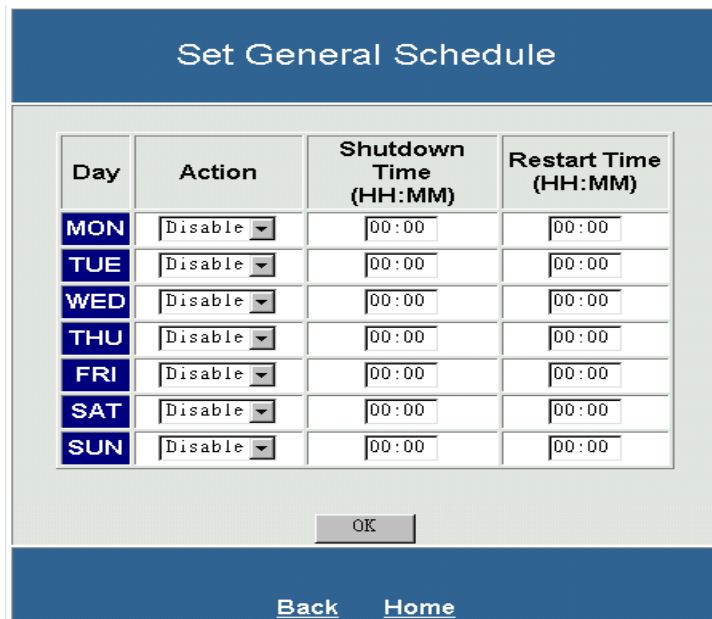 Set General Schedule
Day Action Shutdown Time (HH:MM) Restart Time (HH:MM)
MON Disable 00:00 00:00
TUE Disable 00:00 00:00
WED Disable 00:00 00:00
THU Disable 00:00 00:00
FRI Disable 00:00 00:00
SAT Disable 00:00 00:00
SUN Disable 00:00 00:00
OK
Back Home